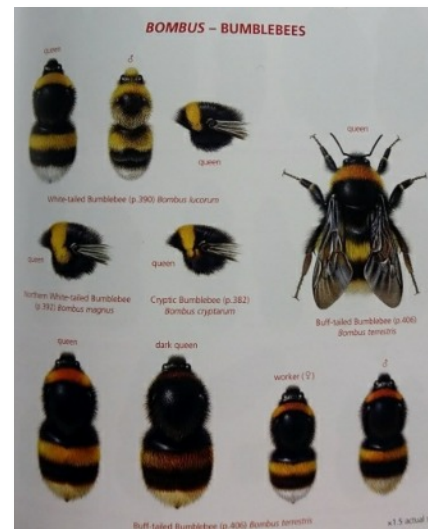 BOMBUS – BUMBLEBEES
queen
♂
queen
queen
White-tailed Bumblebee (p.390) Bombus lucorum
queen
queen
Northern White-tailed Bumblebee
(p.392) Bombus magnus
Cryptic Bumblebee (p.382)
Bombus cryptarum
Buff-tailed Bumblebee (p.406)
Bombus terrestris
queen
dark queen
worker (♀)
♂
Buff-tailed Bumblebee (p.406) Bombus terrestris
×1.5 actual